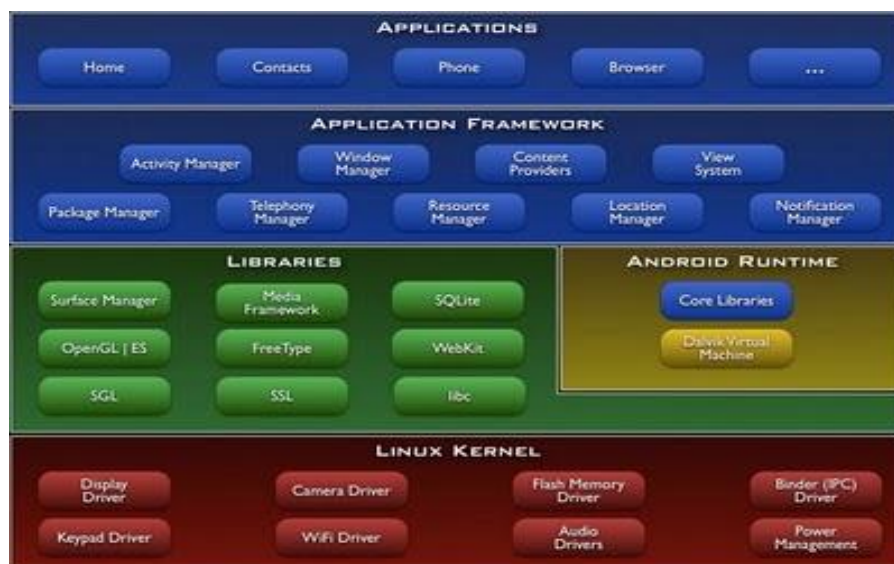 APPLICATIONS
Home
Contacts
Phone
Browser
...
APPLICATION FRAMEWORK
Activity Manager
Window
Manager
Content
Providers
View
System
Package Manager
Telephony
Manager
Resource
Manager
Location
Manager
Notification
Manager
LIBRARIES
Surface Manager
Media
Framework
SQLite
OpenGL | ES
FreeType
WebKit
SGL
SSL
libc
ANDROID RUNTIME
Core Libraries
Dalvik Virtual
Machine
LINUX KERNEL
Display
Driver
Camera Driver
Flash Memory
Driver
Binder (IPC)
Driver
Keypad Driver
WiFi Driver
Audio
Drivers
Power
Management